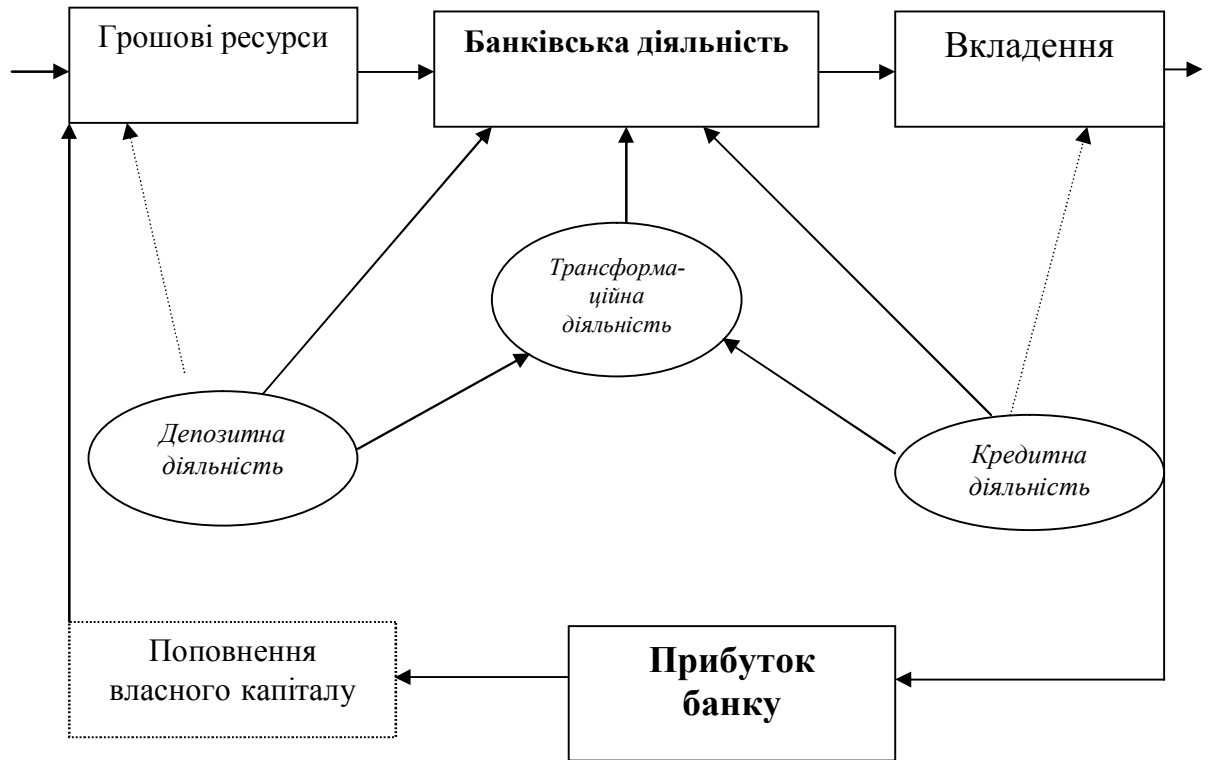 Грошові ресурси
Банківська діяльність
Вкладення
Трансформа-
ційна
діяльність
Депозитна
діяльність
Кредитна
діяльність
Поповнення
власного капіталу
Прибуток
банку